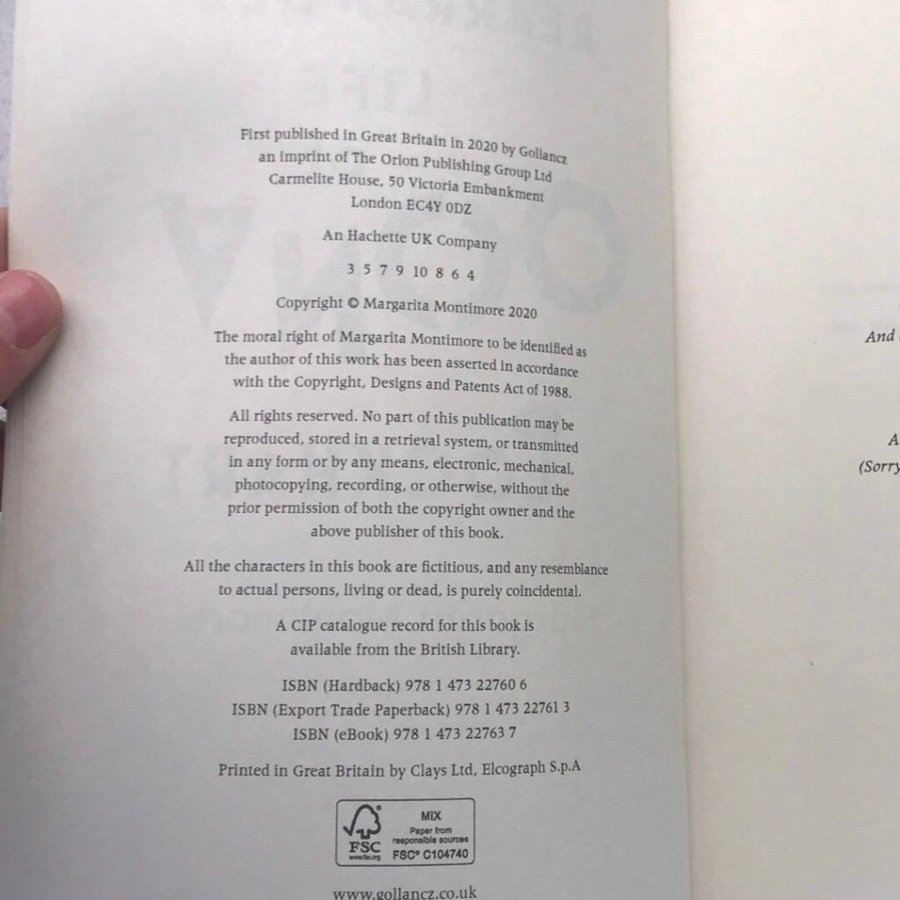 First published in Great Britain in 2020 by Gollancz
an imprint of The Orion Publishing Group Ltd
Carmelite House, 50 Victoria Embankment
London EC4Y 0DZ
An Hachette UK Company
3 5 7 9 10 8 6 4
Copyright © Margarita Montimore 2020
The moral right of Margarita Montimore to be identified as
the author of this work has been asserted in accordance
with the Copyright, Designs and Patents Act of 1988.
All rights reserved. No part of this publication may be
reproduced, stored in a retrieval system, or transmitted
in any form or by any means, electronic, mechanical,
photocopying, recording, or otherwise, without the
prior permission of both the copyright owner and the
above publisher of this book.
All the characters in this book are fictitious, and any resemblance
to actual persons, living or dead, is purely coincidental.
A CIP catalogue record for this book is
available from the British Library.
ISBN (Hardback) 978 1 473 22760 6
ISBN (Export Trade Paperback) 978 1 473 22761 3
ISBN (eBook) 978 1 473 22763 7
Printed in Great Britain by Clays Ltd, Elcograph S.p.A
FSC
www.fsc.org
MIX
Paper from
responsible sources
FSC® C104740
www.gollancz.co.uk
And
(Sorry